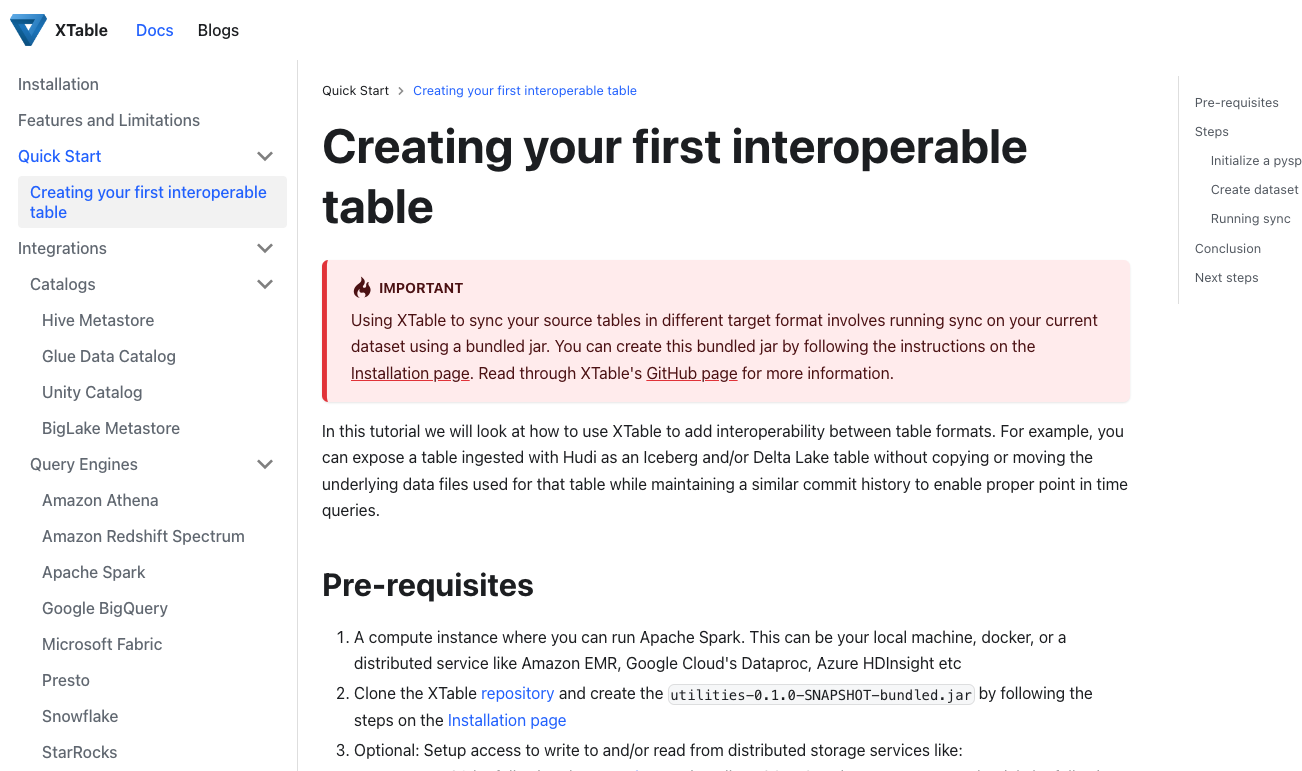 XTable
Docs
Blogs
Installation
Features and Limitations
Quick Start
Creating your first interoperable
table
Integrations
Catalogs
Hive Metastore
Glue Data Catalog
Unity Catalog
BigLake Metastore
Query Engines
Amazon Athena
Amazon Redshift Spectrum
Apache Spark
Google BigQuery
Microsoft Fabric
Presto
Snowflake
StarRocks
Quick Start > Creating your first interoperable table
Creating your first interoperable
table
IMPORTANT
Using XTable to sync your source tables in different target format involves running sync on your current
dataset using a bundled jar. You can create this bundled jar by following the instructions on the
Installation page. Read through XTable's GitHub page for more information.
In this tutorial we will look at how to use XTable to add interoperability between table formats. For example, you
can expose a table ingested with Hudi as an Iceberg and/or Delta Lake table without copying or moving the
underlying data files used for that table while maintaining a similar commit history to enable proper point in time
queries.
Pre-requisites
1. A compute instance where you can run Apache Spark. This can be your local machine, docker, or a
distributed service like Amazon EMR, Google Cloud's Dataproc, Azure HDInsight etc
2. Clone the XTable repository and create the utilities-0.1.0-SNAPSHOT-bundled.jar by following the
steps on the Installation page
3. Optional: Setup access to write to and/or read from distributed storage services like:
Pre-requisites
Steps
Initialize a pysp
Create dataset
Running sync
Conclusion
Next steps